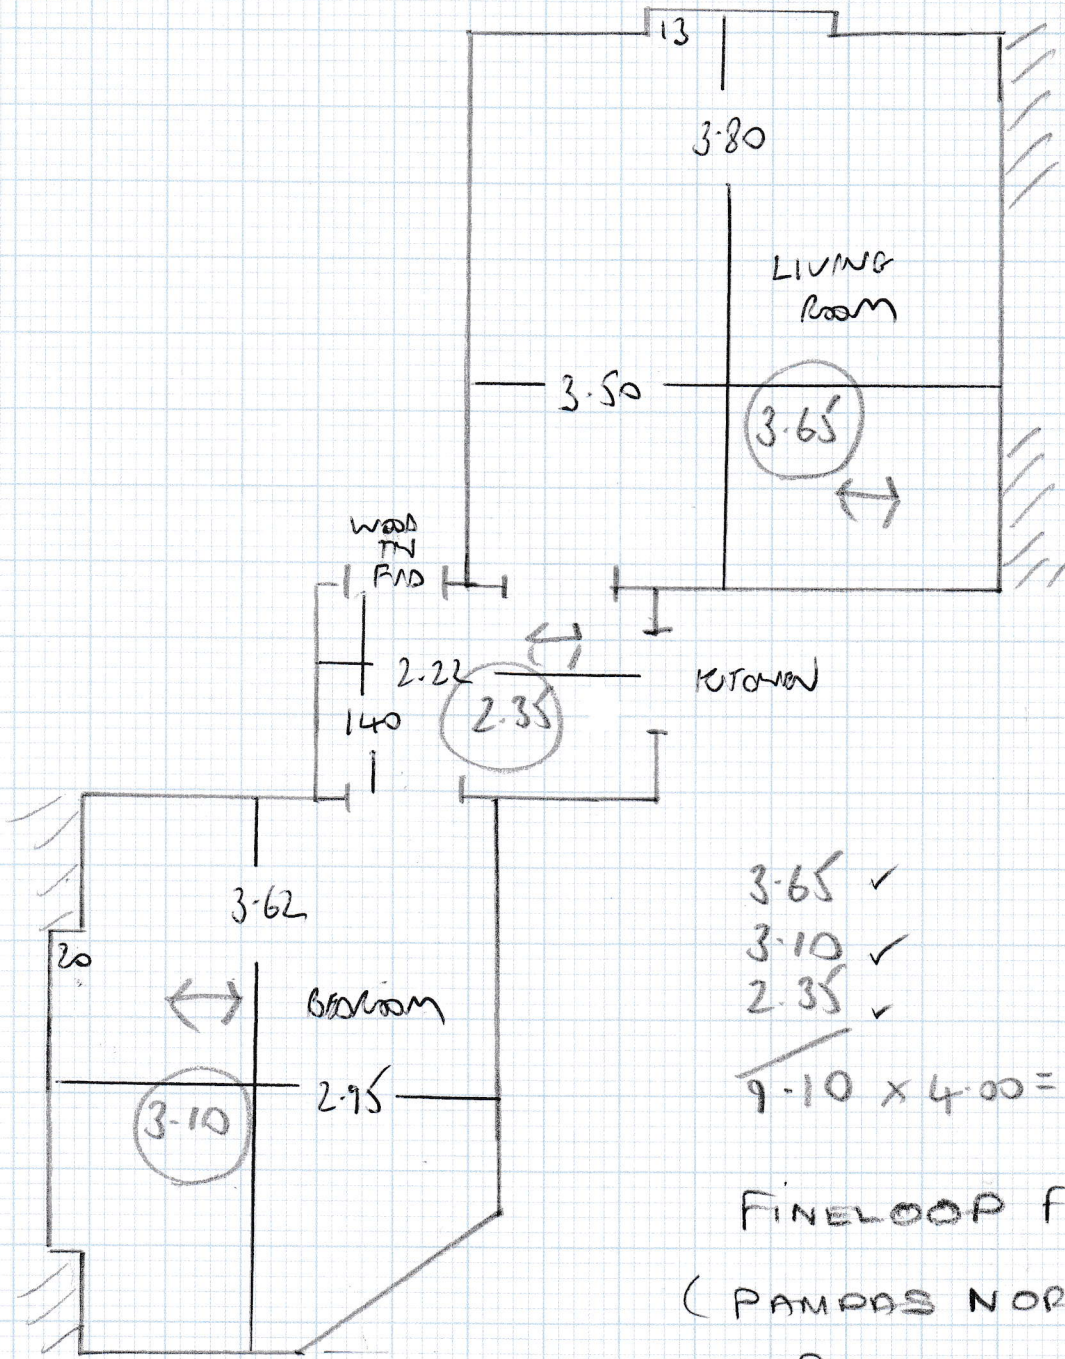 13
3.80
LIVING
ROOM
3.50
3.65
WOOD
FND
2.22
2.35
140
KITCHEN
3.62
20
BEDROOM
2.95
3.10
3.65 ✓
3.10 ✓
2.35 ✓
9.10 x 4.00 =
FINELOOP F
(PAMPAS NOR